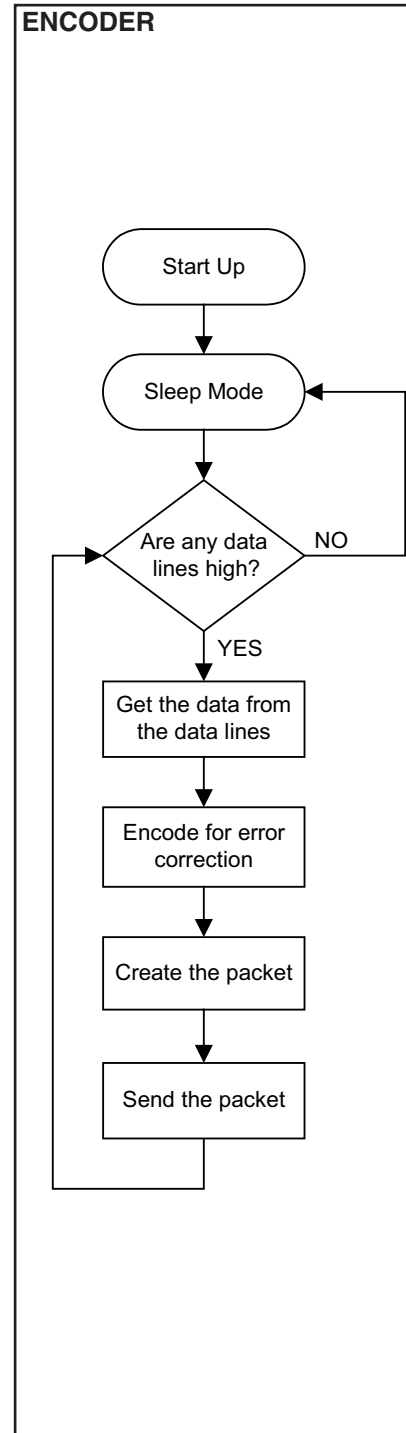 ENCODER
Start Up
Sleep Mode
Are any data
lines high?
NO
YES
Get the data from
the data lines
Encode for error
correction
Create the packet
Send the packet